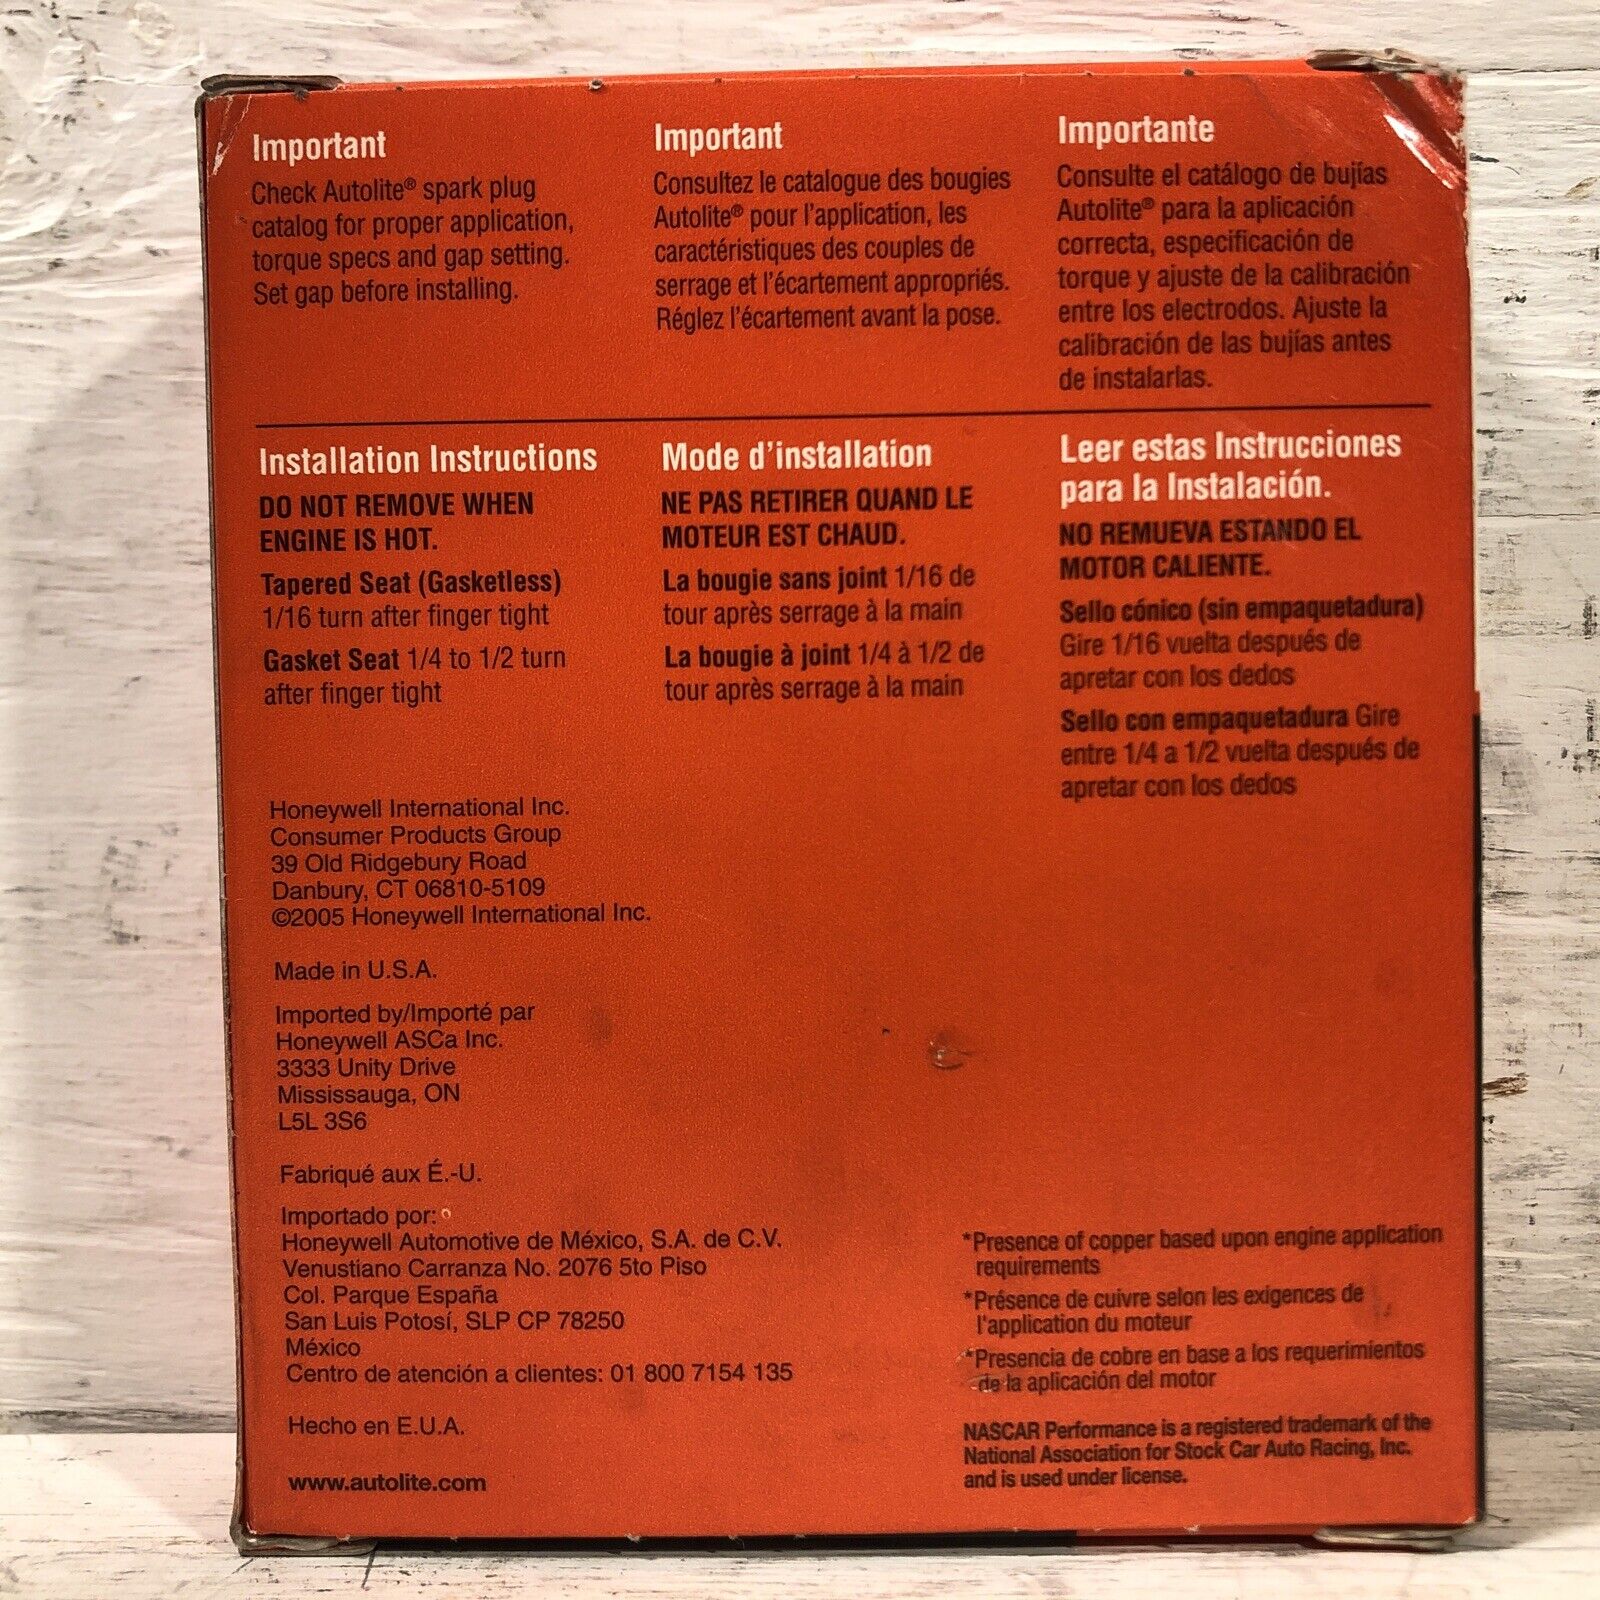 Important
Check Autolite® spark plug
catalog for proper application,
torque specs and gap setting.
Set gap before installing.
Important
Consultez le catalogue des bougies
Autolite® pour l'application, les
caractéristiques des couples de
serrage et l'écartement appropriés.
Réglez l'écartement avant la pose.
Importante
Consulte el catálogo de bujías
Autolite® para la aplicación
correcta, especificación de
torque y ajuste de la calibración
entre los electrodos. Ajuste la
calibración de las bujías antes
de instalarlas.
Installation Instructions
DO NOT REMOVE WHEN
ENGINE IS HOT.
Tapered Seat (Gasketless)
1/16 turn after finger tight
Gasket Seat 1/4 to 1/2 turn
after finger tight
Mode d'installation
NE PAS RETIRER QUAND LE
MOTEUR EST CHAUD.
La bougie sans joint 1/16 de
tour après serrage à la main
La bougie à joint 1/4 à 1/2 de
tour après serrage à la main
Leer estas Instrucciones
para la Instalación.
NO REMUEVA ESTANDO EL
MOTOR CALIENTE.
Sello cónico (sin empaquetadura)
Gire 1/16 vuelta después de
apretar con los dedos
Sello con empaquetadura Gire
entre 1/4 a 1/2 vuelta después de
apretar con los dedos
Honeywell International Inc.
Consumer Products Group
39 Old Ridgebury Road
Danbury, CT 06810-5109
©2005 Honeywell International Inc.
Made in U.S.A.
Imported by/Importé par
Honeywell ASCa Inc.
3333 Unity Drive
Mississauga, ON
L5L 3S6
Fabriqué aux É.-U.
Importado por:
Honeywell Automotive de México, S.A. de C.V.
Venustiano Carranza No. 2076 5to Piso
Col. Parque España
San Luis Potosí, SLP CP 78250
México
Centro de atención a clientes: 01 800 7154 135
Hecho en E.U.A.
www.autolite.com
*Presence of copper based upon engine application
requirements
*Présence de cuivre selon les exigences de
l'application du moteur
*Presencia de cobre en base a los requerimientos
de la aplicación del motor
NASCAR Performance is a registered trademark of the
National Association for Stock Car Auto Racing, Inc.
and is used under license.